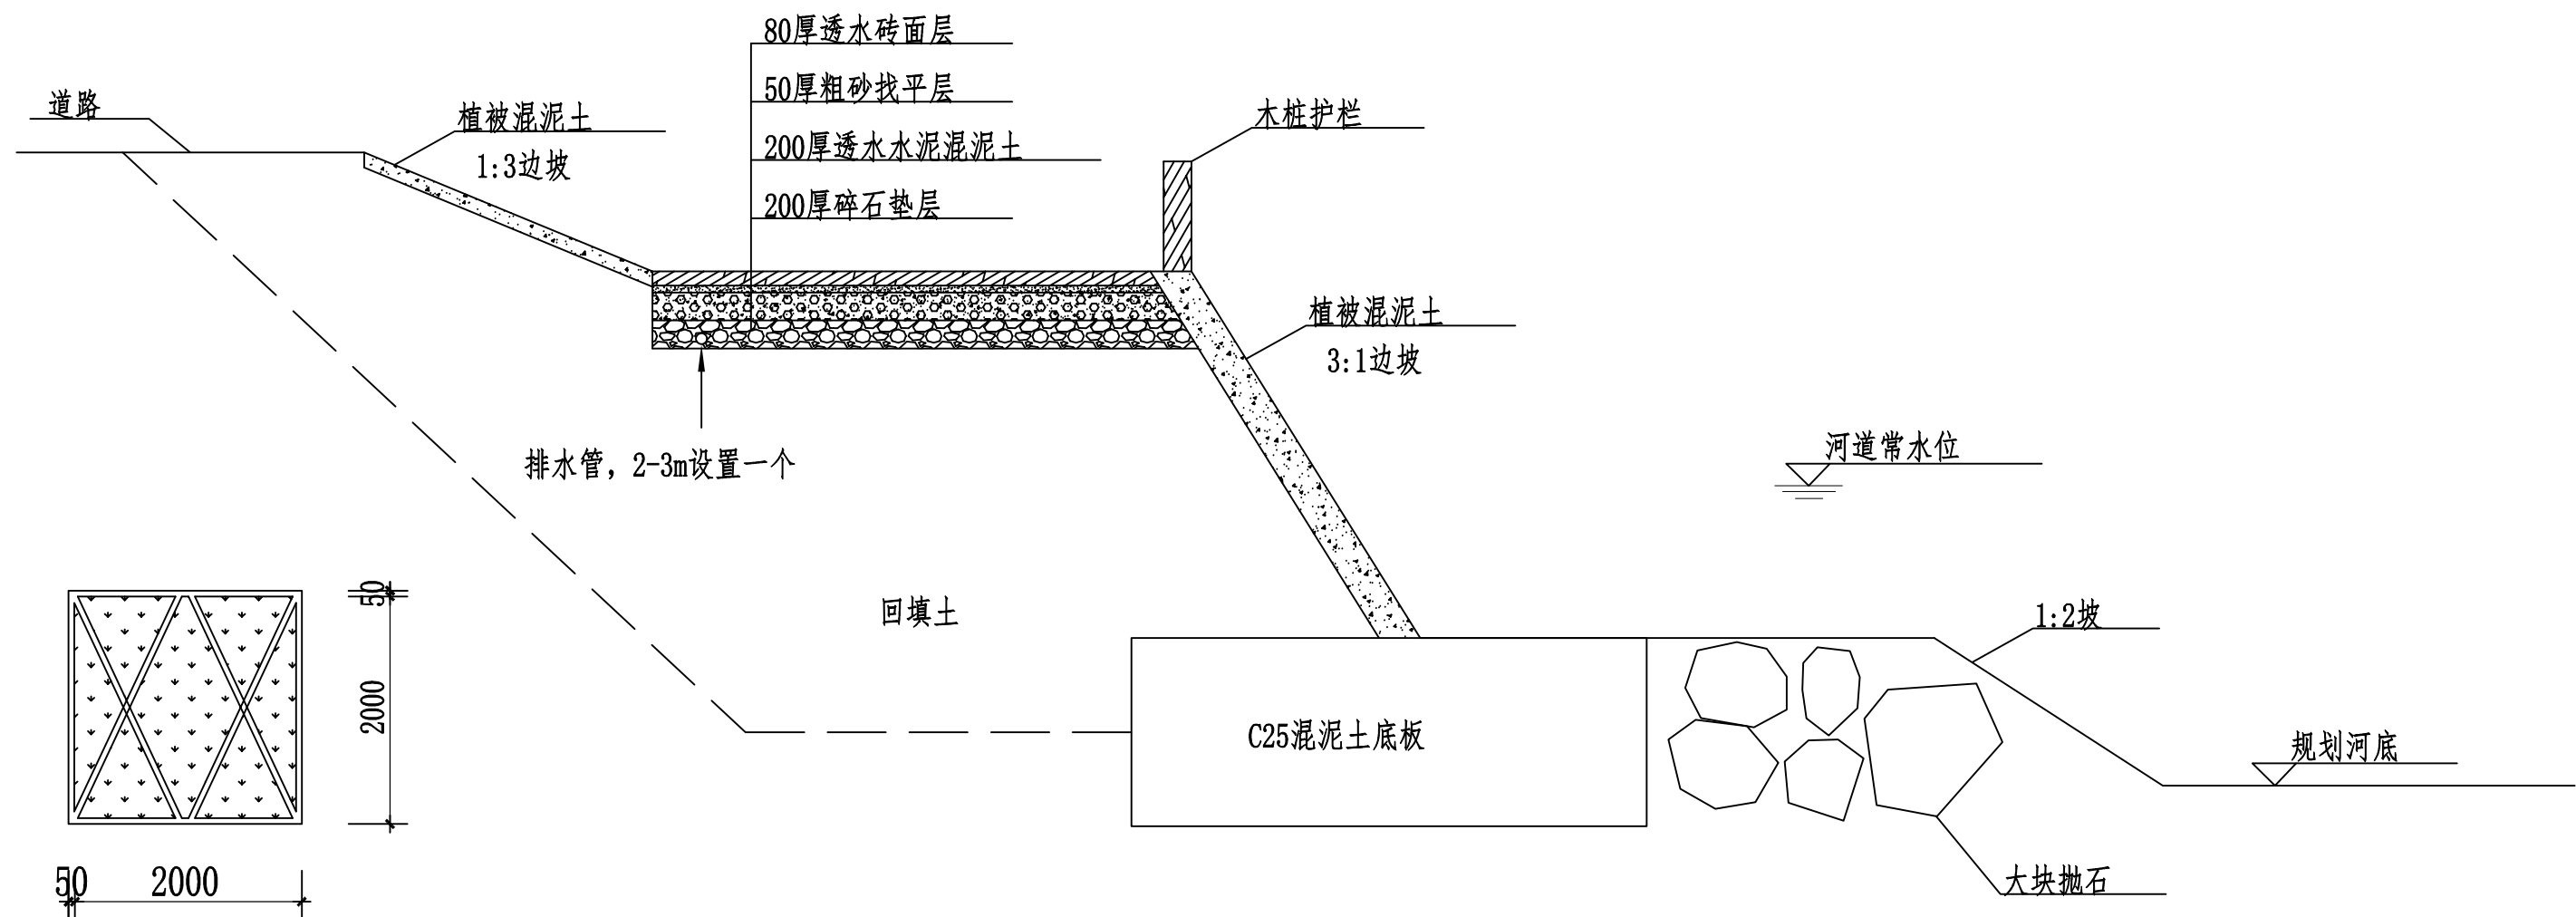 80厚透水砖面层
50厚粗砂找平层
200厚透水水泥混泥土
200厚碎石垫层
道路
植被混泥土
1:3边坡
木桩护栏
植被混泥土
3:1边坡
排水管，2-3m设置一个
河道常水位
回填土
1:2坡
C25混泥土底板
规划河底
大块抛石
50
2000
50
2000